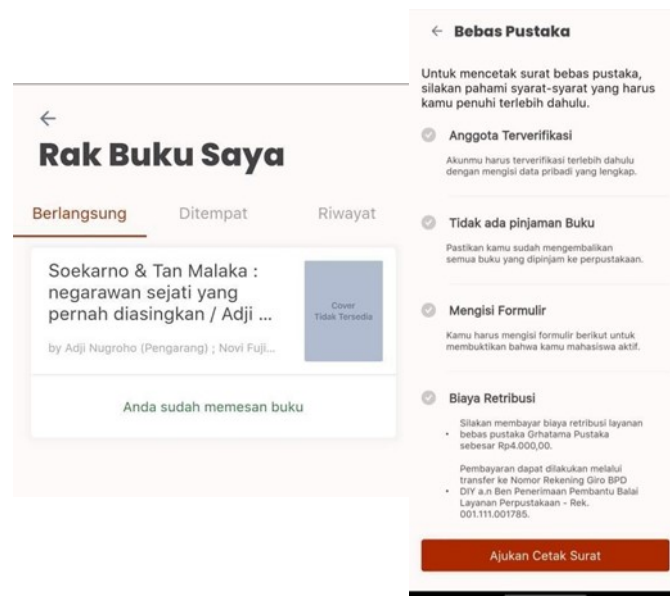 Rak Buku Saya
Berlangsung
Ditempat
Riwayat
Soekarno & Tan Malaka :
negarawan sejati yang
pernah diasingkan / Adji ...
by Adji Nugroho (Pengarang) ; Novi Fuji...
Cover
Tidak Tersedia
Anda sudah memesan buku
Bebas Pustaka
Untuk mencetak surat bebas pustaka,
silakan pahami syarat-syarat yang harus
kamu penuhi terlebih dahulu.
Anggota Terverifikasi
Akunmu harus terverifikasi terlebih dahulu
dengan mengisi data pribadi yang lengkap.
Tidak ada pinjaman Buku
Pastikan kamu sudah mengembalikan
semua buku yang dipinjam ke perpustakaan.
Mengisi Formulir
Kamu harus mengisi formulir berikut untuk
membuktikan bahwa kamu mahasiswa aktif.
Biaya Retribusi
Silakan membayar biaya retribusi layanan
• bebas pustaka Grhatama Pustaka
sebesar Rp4.000,00.
Pembayaran dapat dilakukan melalui
transfer ke Nomor Rekening Giro BPD
• DIY a.n Ben Penerimaan Pembantu Balai
Layanan Perpustakaan - Rek.
001.111.001785.
Ajukan Cetak Surat